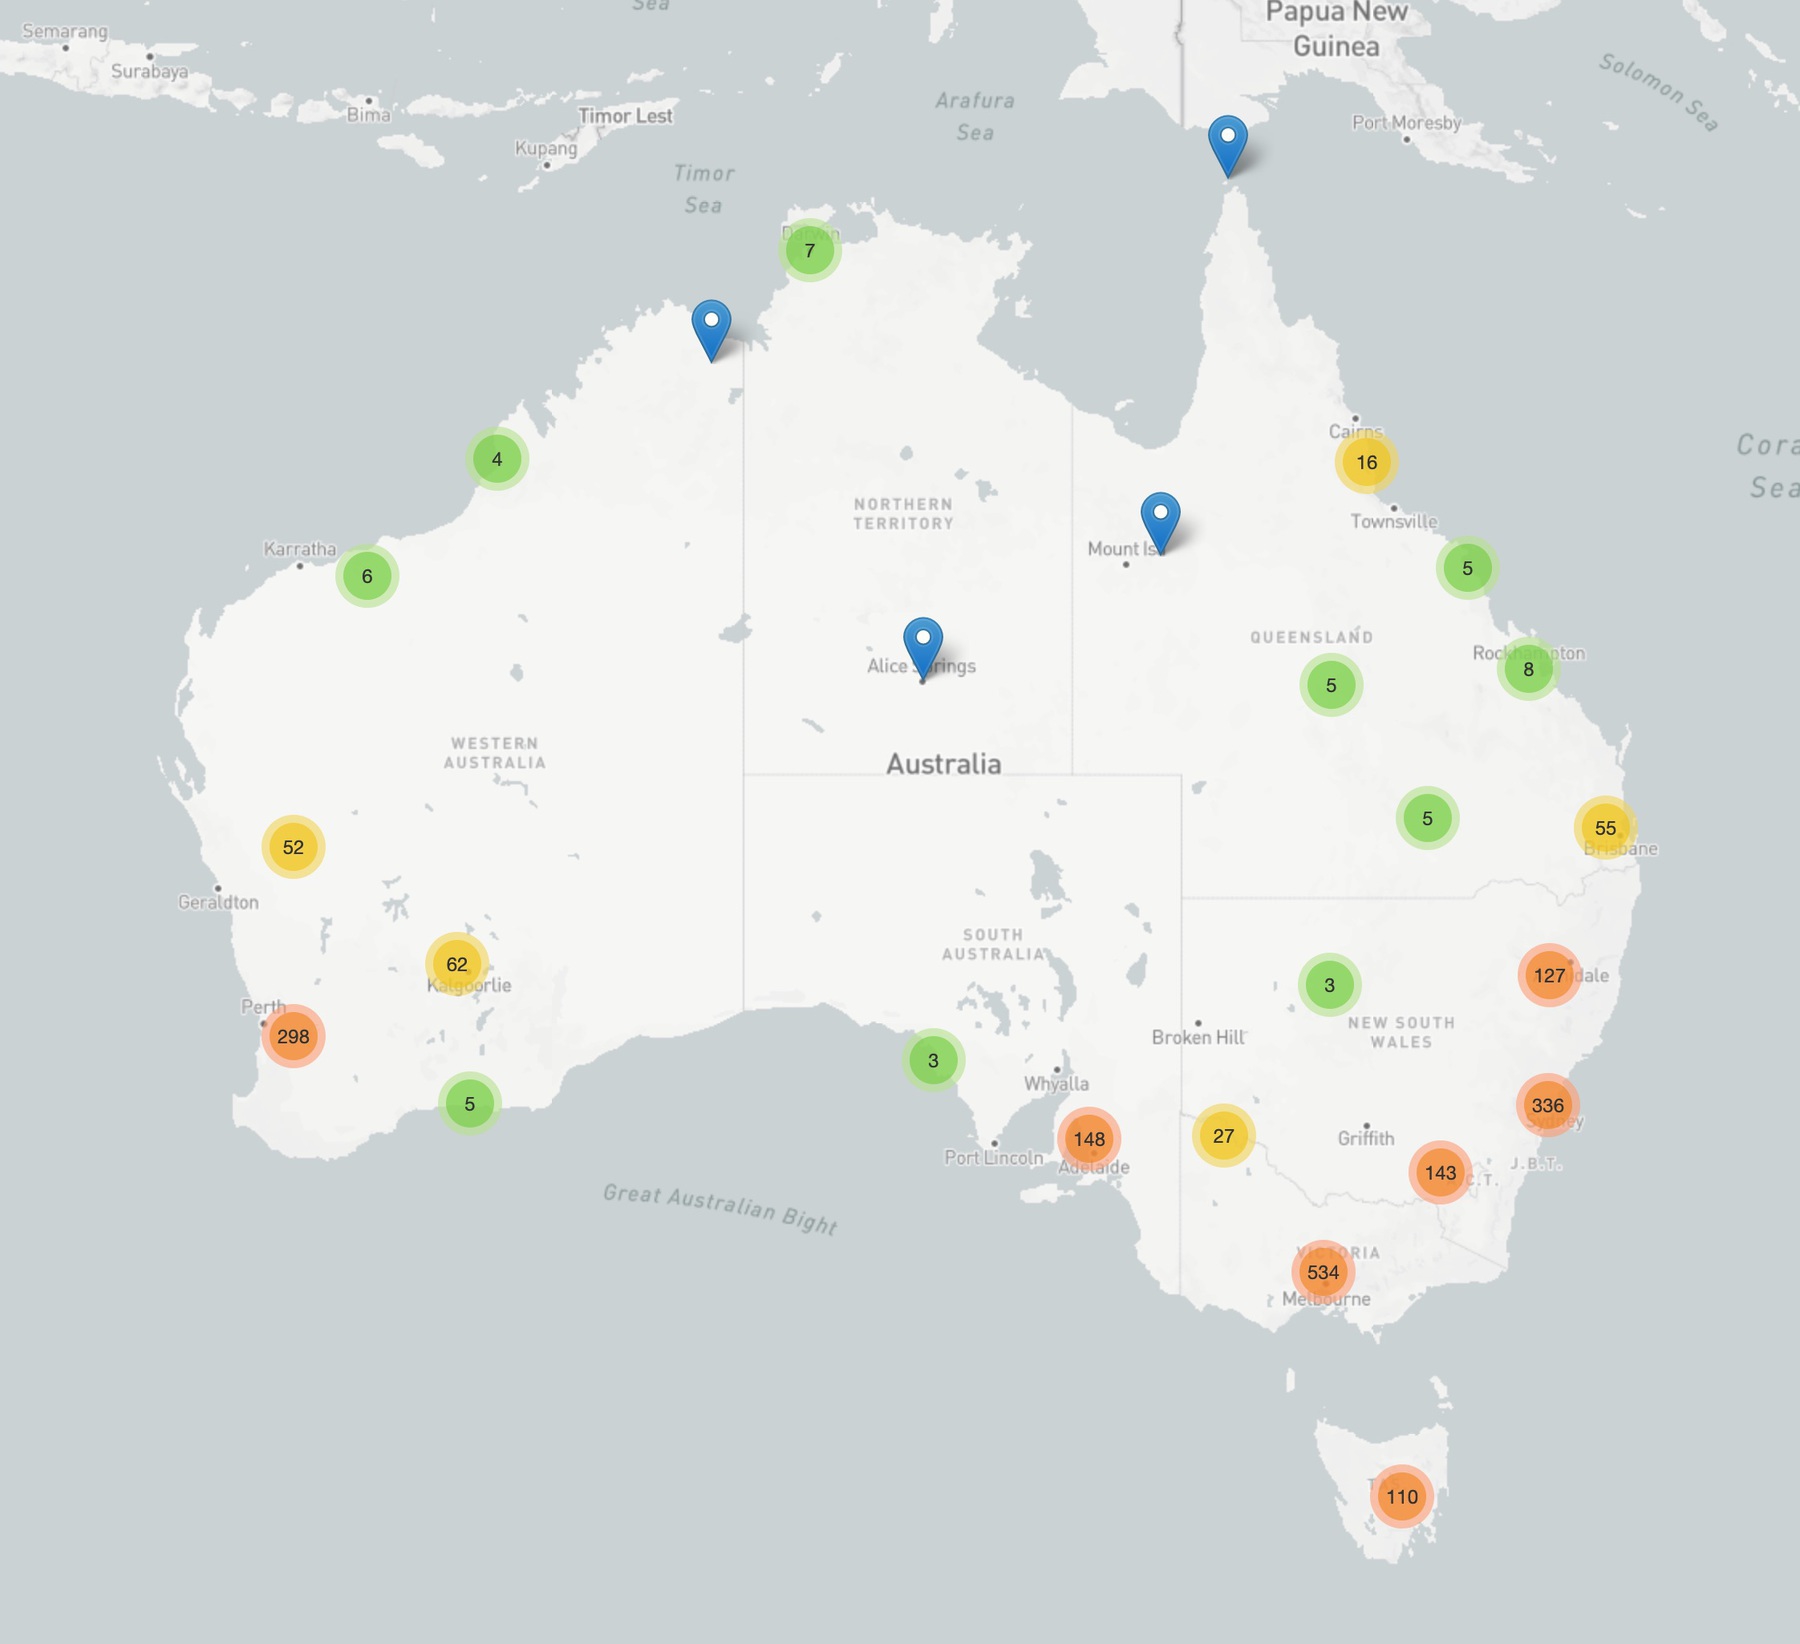 Sea
Papua New
Guinea
Semarang
Surabaya
Solomon Sea
Arafura
Sea
Bima
Timor Lest
Port Moresby
Kupang
Timor
Sea
Darwin
7
Cairns
Cora
Sea
4
16
NORTHERN
TERRITORY
Townsville
Karratha
Mount Is
6
5
QUEENSLAND
Rockhampton
Alice Springs
8
5
WESTERN
AUSTRALIA
Australia
5
55
52
Brisbane
Geraldton
SOUTH
AUSTRALIA
62
Kalgoorlie
127
idale
3
Perth
298
NEW SOUTH
WALES
Broken Hill
3
Whyalla
5
336
Sydney
148
27
Griffith
Port Lincoln
Adelaide
J.B.T.
143
C.T.
Great Australian Bight
VICTORIA
534
Melbourne
TAS
110